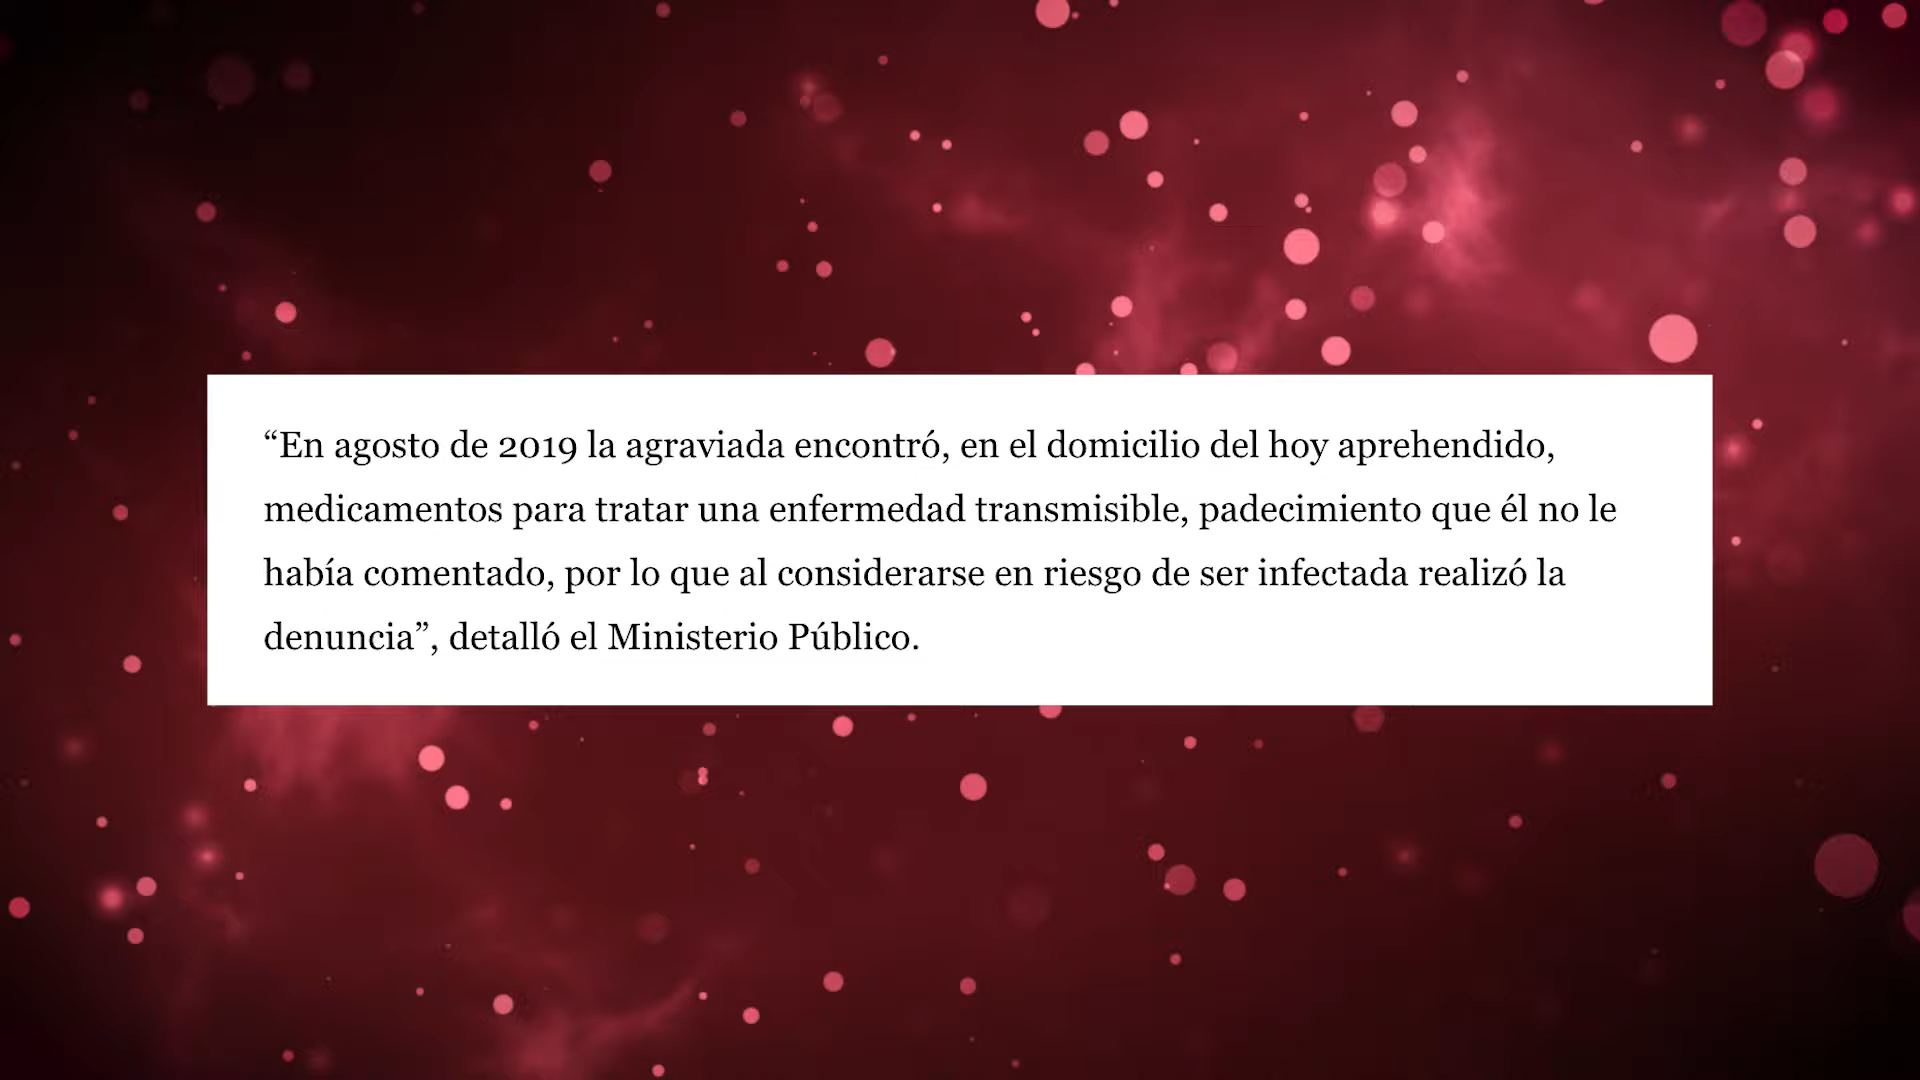 “En agosto de 2019 la agraviada encontró, en el domicilio del hoy aprehendido,
medicamentos para tratar una enfermedad transmisible, padecimiento que él no le
había comentado, por lo que al considerarse en riesgo de ser infectada realizó la
denuncia”, detalló el Ministerio Público.